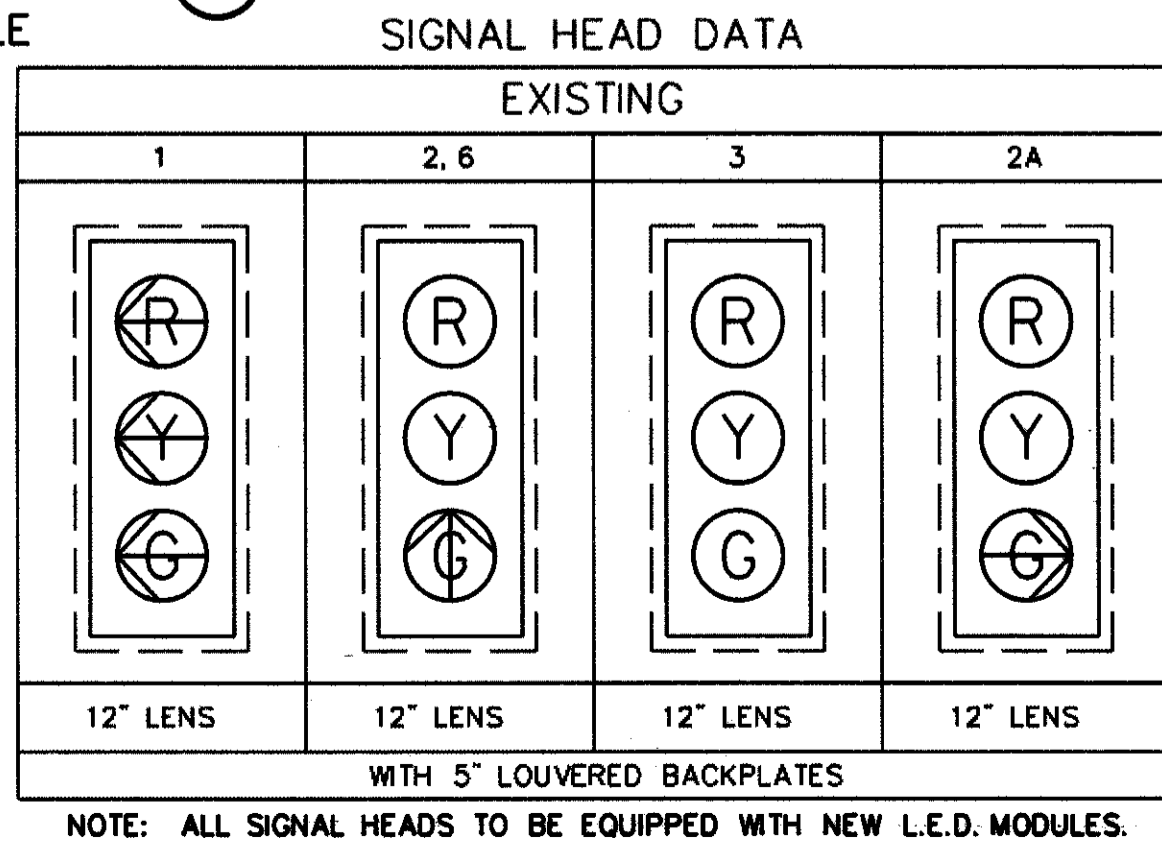 LE
SIGNAL HEAD DATA
EXISTING
1 2, 6 3 2A
R R R R
Y Y Y Y
G G G G
12" LENS 12" LENS 12" LENS 12" LENS
WITH 5" LOUVERED BACKPLATES
NOTE: ALL SIGNAL HEADS TO BE EQUIPPED WITH NEW L.E.D. MODULES.